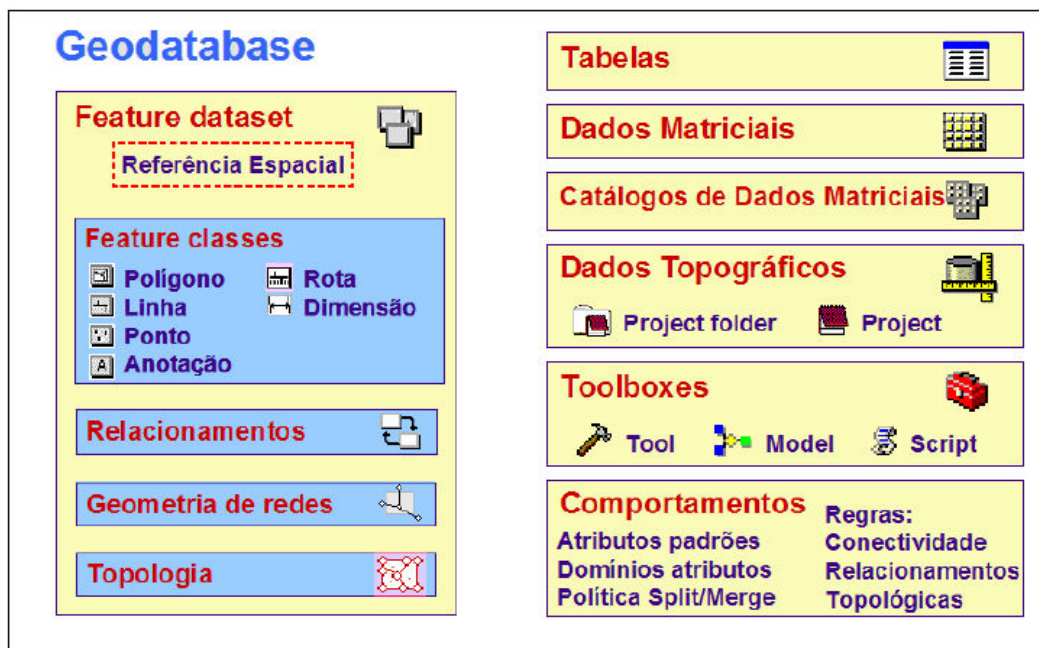 Geodatabase
Feature dataset
Referência Espacial
Feature classes
Polígono
Linha
Ponto
Anotação
Rota
Dimensão
Relacionamentos
Geometria de redes
Topologia
Tabelas
Dados Matriciais
Catálogos de Dados Matriciais
Dados Topográficos
Project folder
Project
Toolboxes
Tool
Model
Script
Comportamentos
Atributos padrões
Domínios atributos
Política Split/Merge
Regras:
Conectividade
Relacionamentos
Topológicas